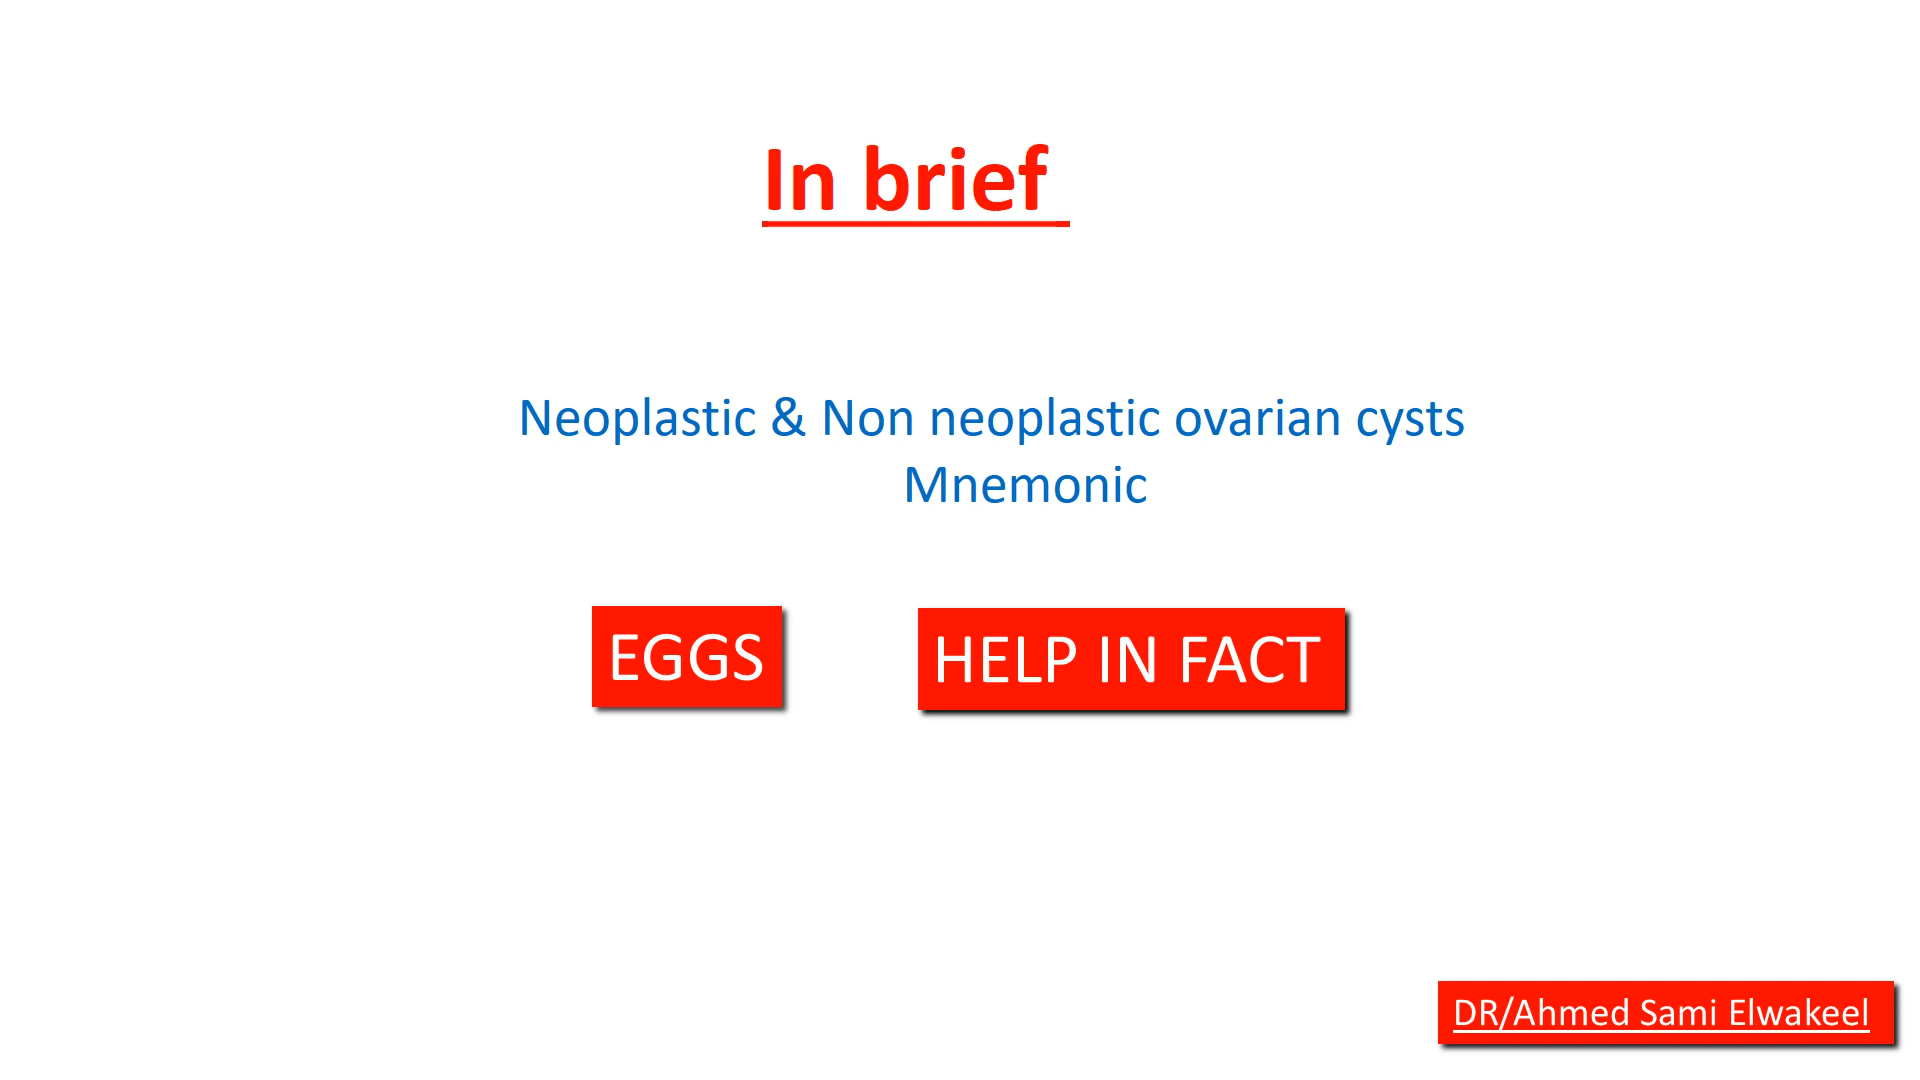 In brief
Neoplastic & Non neoplastic ovarian cysts
Mnemonic
EGGS
HELP IN FACT
DR/Ahmed Sami Elwakeel